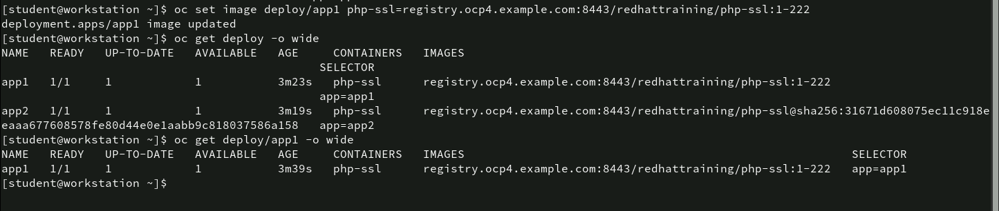 [student@workstation ~]$ oc set image deploy/app1 php-ssl=registry.ocp4.example.com:8443/redhattraining/php-ssl:1-222
deployment.apps/app1 image updated
[student@workstation ~]$ oc get deploy -o wide
NAME   READY   UP-TO-DATE   AVAILABLE   AGE     CONTAINERS   IMAGES
                                              SELECTOR
app1   1/1     1            1           3m23s   php-ssl      registry.ocp4.example.com:8443/redhattraining/php-ssl:1-222
                                              app=app1
app2   1/1     1            1           3m19s   php-ssl      registry.ocp4.example.com:8443/redhattraining/php-ssl@sha256:31671d608075ec11c918e
eaaa677608578fe80d44e0e1aabb9c818037586a158   app=app2
[student@workstation ~]$ oc get deploy/app1 -o wide
NAME   READY   UP-TO-DATE   AVAILABLE   AGE     CONTAINERS   IMAGES                                                        SELECTOR
app1   1/1     1            1           3m39s   php-ssl      registry.ocp4.example.com:8443/redhattraining/php-ssl:1-222   app=app1
[student@workstation ~]$